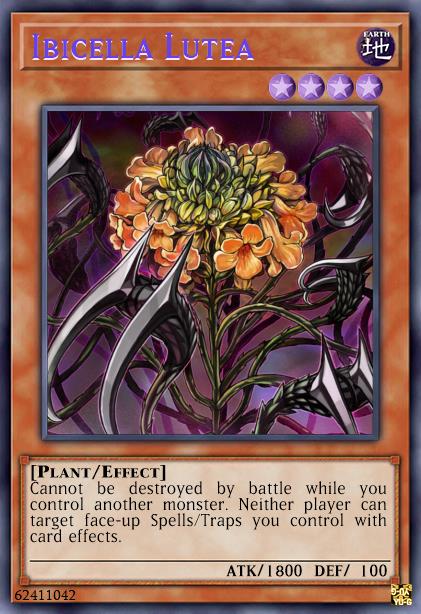 Ibicella Lutea
EARTH
地
[Plant/Effect]
Cannot be destroyed by battle while you
control another monster. Neither player can
target face-up Spells/Traps you control with
card effects.
ATK/1800 DEF/ 100
62411042